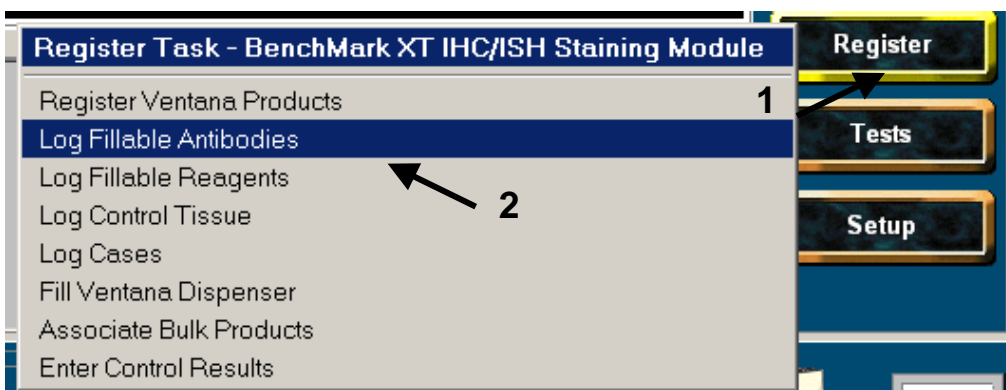 Register Task - BenchMark XT IHC/ISH Staining Module
Register Ventana Products
Log Fillable Antibodies
Log Fillable Reagents
Log Control Tissue
Log Cases
Fill Ventana Dispenser
Associate Bulk Products
Enter Control Results
1
2
Register
Tests
Setup